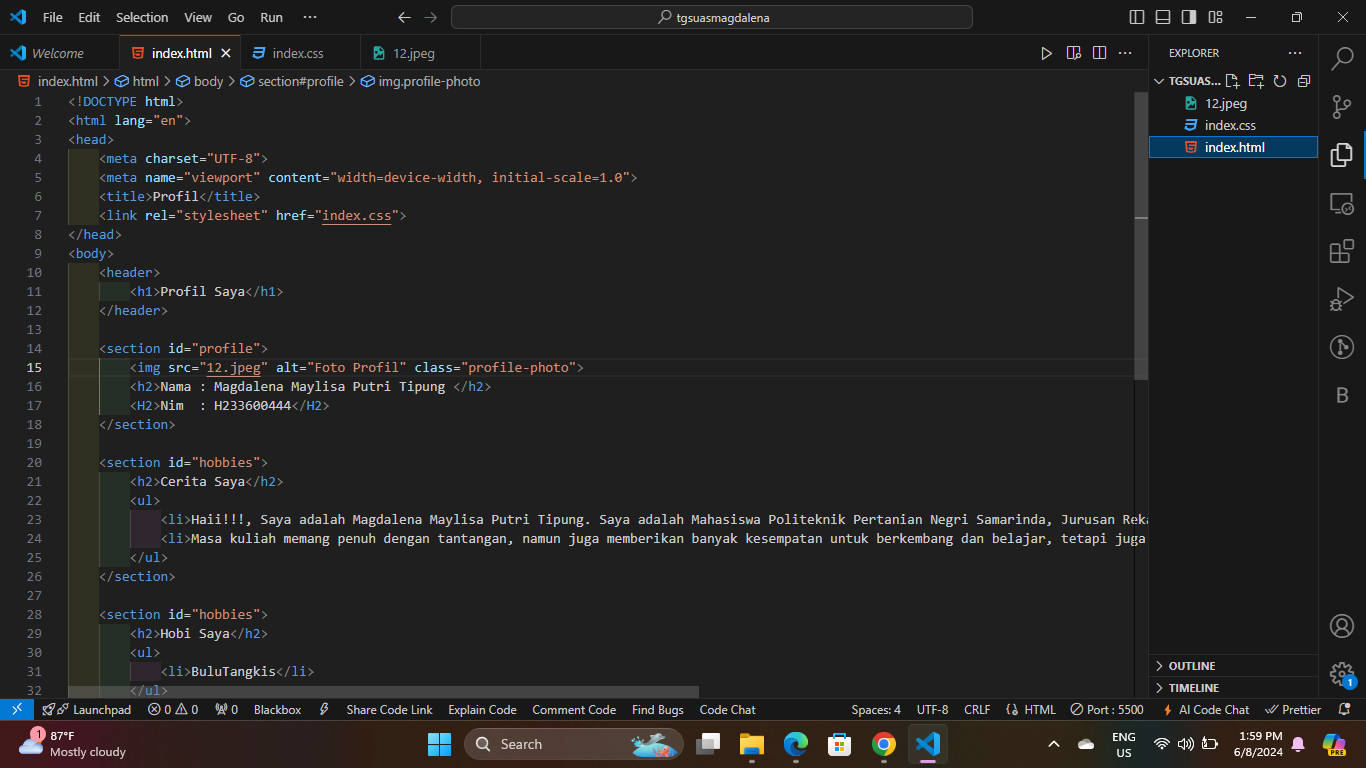 File Edit Selection View Go Run ··· tgsuasmagdalena
Welcome index.html index.css 12.jpeg
index.html > html > body > section#profile > img.profile-photo
1 <!DOCTYPE html>
2 <html lang="en">
3 <head>
4 <meta charset="UTF-8">
5 <meta name="viewport" content="width=device-width, initial-scale=1.0">
6 <title>Profil</title>
7 <link rel="stylesheet" href="index.css">
8 </head>
9 <body>
10 <header>
11 <h1>Profil Saya</h1>
12 </header>
13
14 <section id="profile">
15 <img src="12.jpeg" alt="Foto Profil" class="profile-photo">
16 <h2>Nama : Magdalena Maylisa Putri Tipung </h2>
17 <H2>Nim  : H233600444</H2>
18 </section>
19
20 <section id="hobbies">
21 <h2>Cerita Saya</h2>
22 <ul>
23 <li>Haii!!!, Saya adalah Magdalena Maylisa Putri Tipung. Saya adalah Mahasiswa Politeknik Pertanian Negri Samarinda, Jurusan Reka
24 <li>Masa kuliah memang penuh dengan tantangan, namun juga memberikan banyak kesempatan untuk berkembang dan belajar, tetapi juga
25 </ul>
26 </section>
27
28 <section id="hobbies">
29 <h2>Hobi Saya</h2>
30 <ul>
31 <li>BuluTangkis</li>
32 </ul>
EXPLORER ···
TGSUAS...
12.jpeg
index.css
index.html
OUTLINE
TIMELINE
B
1
Launchpad 0 0 0 Blackbox Share Code Link Explain Code Comment Code Find Bugs Code Chat Spaces: 4 UTF-8 CRLF HTML Port : 5500 AI Code Chat Prettier
1
87°F
Mostly cloudy
Search
ENG
US
1:59 PM
6/8/2024
PRE